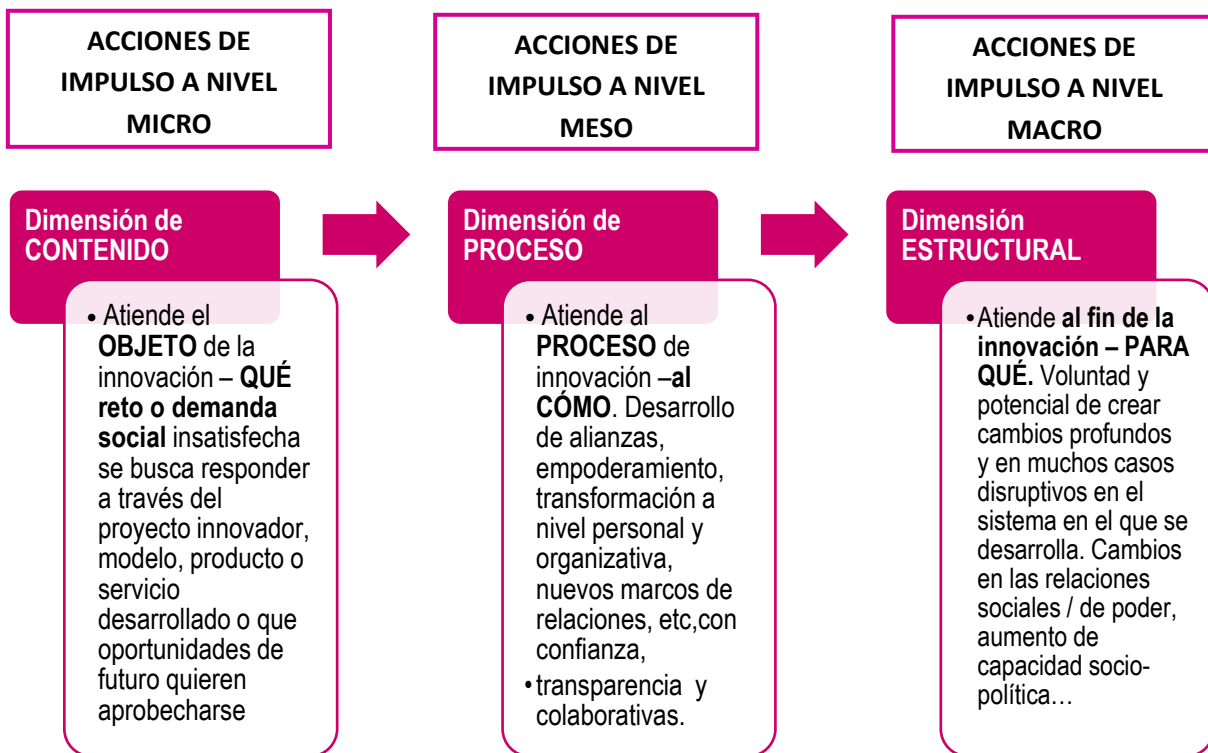 ACCIONES DE
IMPULSO A NIVEL
MICRO
Dimensión de
CONTENIDO
• Atiende el
OBJETO de la
innovación – QUÉ
reto o demanda
social insatisfecha
se busca responder
a través del
proyecto innovador,
modelo, producto o
servicio
desarrollado o que
oportunidades de
futuro quieren
aprobecharse
ACCIONES DE
IMPULSO A NIVEL
MESO
Dimensión de
PROCESO
• Atiende al
PROCESO de
innovación –al
CÓMO. Desarrollo
de alianzas,
empoderamiento,
transformación a
nivel personal y
organizativa,
nuevos marcos de
relaciones, etc,con
confianza,
• transparencia y
colaborativas.
ACCIONES DE
IMPULSO A NIVEL
MACRO
Dimensión
ESTRUCTURAL
• Atiende al fin de la
innovación – PARA
QUÉ. Voluntad y
potencial de crear
cambios profundos
y en muchos casos
disruptivos en el
sistema en el que se
desarrolla. Cambios
en las relaciones
sociales / de poder,
aumento de
capacidad socio-
política…